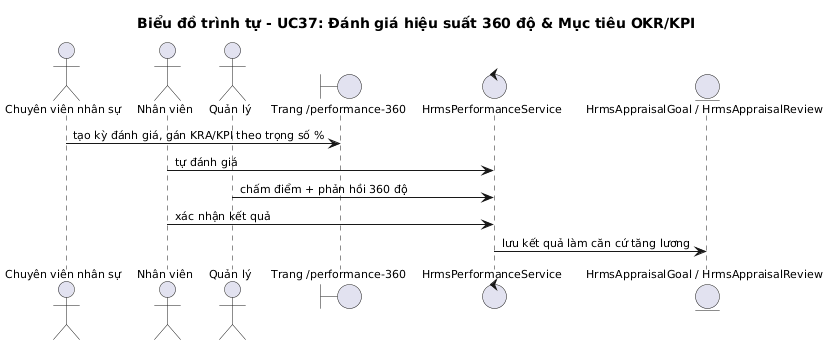 Biểu đồ trình tự - UC37: Đánh giá hiệu suất 360 độ & Mục tiêu OKR/KPI
Chuyên viên nhân sự Nhân viên Quản lý Trang /performance-360 HrmsPerformanceService HrmsAppraisalGoal / HrmsAppraisalReview
tạo kỳ đánh giá, gán KRA/KPI theo trọng số %
tự đánh giá
chấm điểm + phản hồi 360 độ
xác nhận kết quả
lưu kết quả làm căn cứ tăng lương
Chuyên viên nhân sự Nhân viên Quản lý Trang /performance-360 HrmsPerformanceService HrmsAppraisalGoal / HrmsAppraisalReview